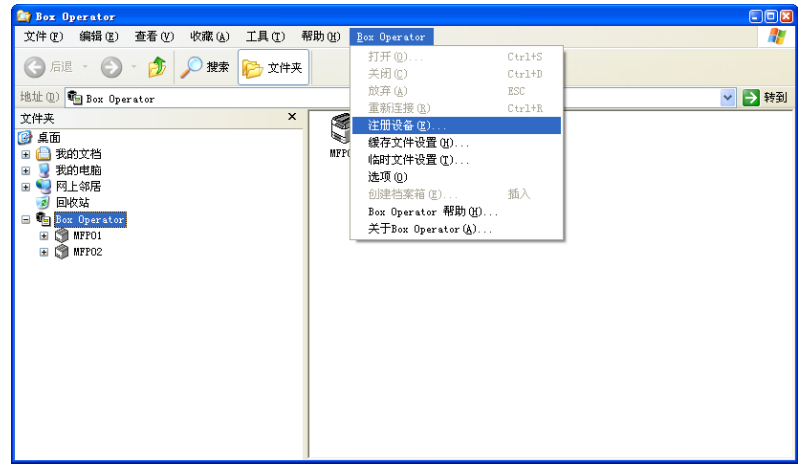 Box Operator
文件(F) 编辑(E) 查看(V) 收藏(A) 工具(T) 帮助(H) Box Operator
后退 搜索 文件夹
地址(D) Box Operator 转到
文件夹
桌面
我的文档
我的电脑
网上邻居
回收站
Box Operator
MFP01
MFP02
打开(O)... Ctrl+S
关闭(C) Ctrl+D
放弃(A) ESC
重新连接(R) Ctrl+R
注册设备(E)...
缓存文件设置(H)...
临时文件设置(T)...
选项(O)
创建档案箱(E)... 插入
Box Operator 帮助(H)...
关于Box Operator(A)...